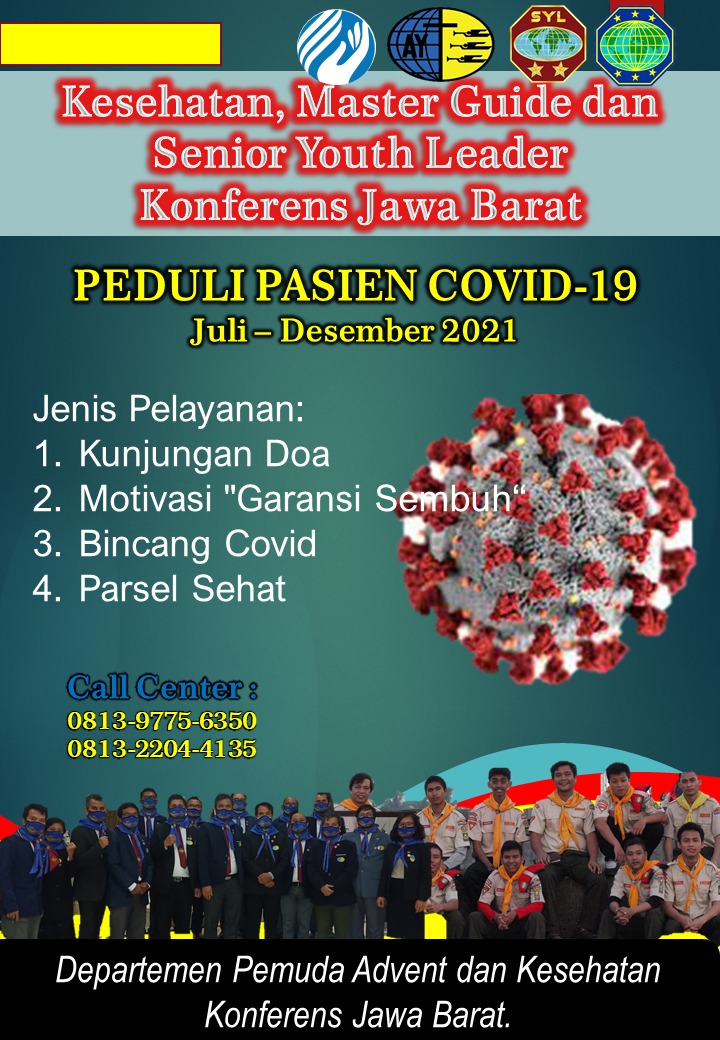 AY
SYL
Kesehatan, Master Guide dan
Senior Youth Leader
Konferens Jawa Barat
PEDULI PASIEN COVID-19
Juli – Desember 2021
Jenis Pelayanan:
1. Kunjungan Doa
2. Motivasi "Garansi Sembuh“
3. Bincang Covid
4. Parsel Sehat
Call Center :
0813-9775-6350
0813-2204-4135
Departemen Pemuda Advent dan Kesehatan
Konferens Jawa Barat.